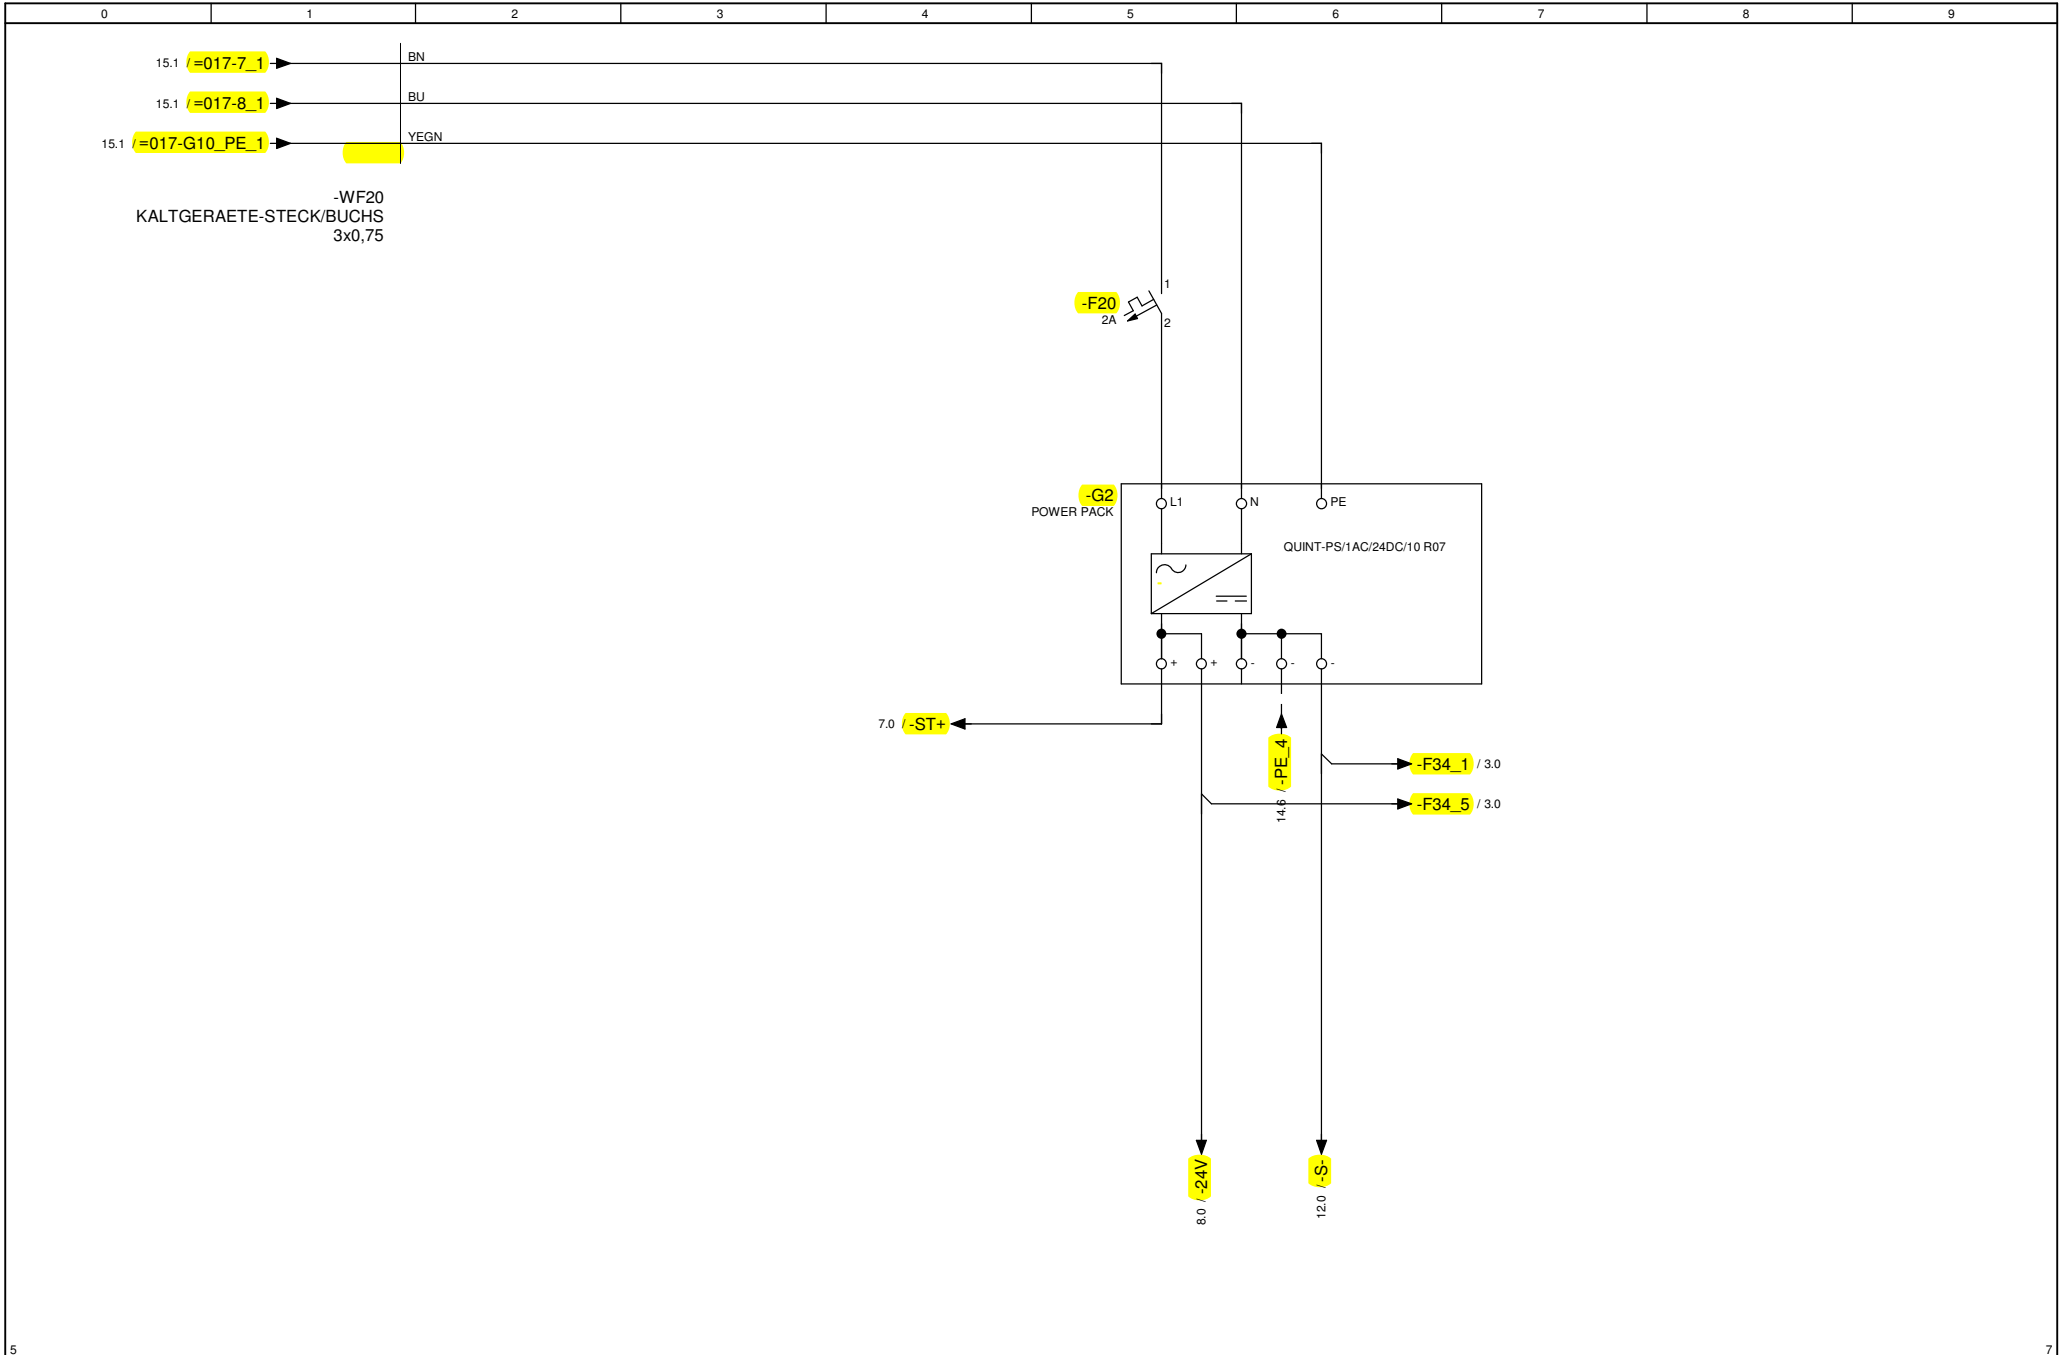 0 1 2 3 4 5 6 7 8 9
15.1 / =017-7_1 BN
15.1 / =017-8_1 BU
15.1 / =017-G10_PE_1 YEGN
-WF20
KALTGERAETE-STECK/BUCHS
3x0,75
1
-F20
2A
2
-G2
POWER PACK
L1 N PE
QUINT-PS/1AC/24DC/10 R07
+ + - - -
7.0 / -ST+
14.6 / -PE_4
-F34_1 / 3.0
-F34_5 / 3.0
8.0 / -24V
12.0 / -S-
5 7